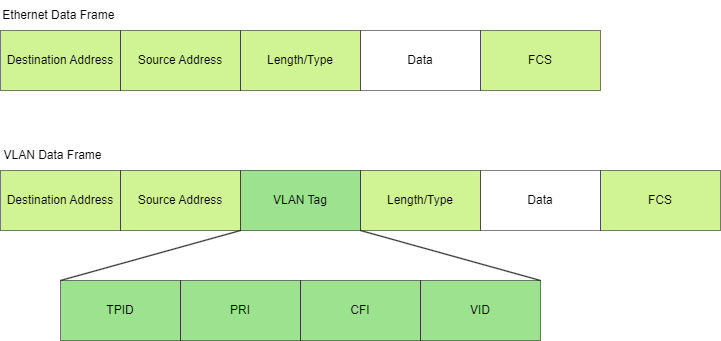 Ethernet Data Frame
Destination Address Source Address Length/Type Data FCS
VLAN Data Frame
Destination Address Source Address VLAN Tag Length/Type Data FCS
TPID PRI CFI VID